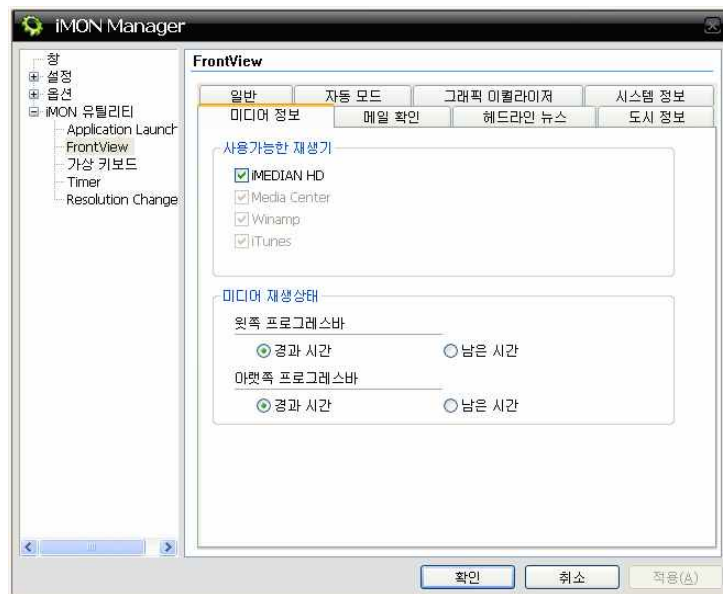 iMON Manager
창
설정
옵션
iMON 유틸리티
Application Launch
FrontView
가상 키보드
Timer
Resolution Change
FrontView
일반
자동 모드
그래픽 이퀄라이저
시스템 정보
미디어 정보
메일 확인
헤드라인 뉴스
도시 정보
사용가능한 재생기
iMEDIAN HD
Media Center
Winamp
iTunes
미디어 재생상태
윗쪽 프로그레스바
경과 시간
남은 시간
아랫쪽 프로그레스바
경과 시간
남은 시간
확인
취소
적용(A)